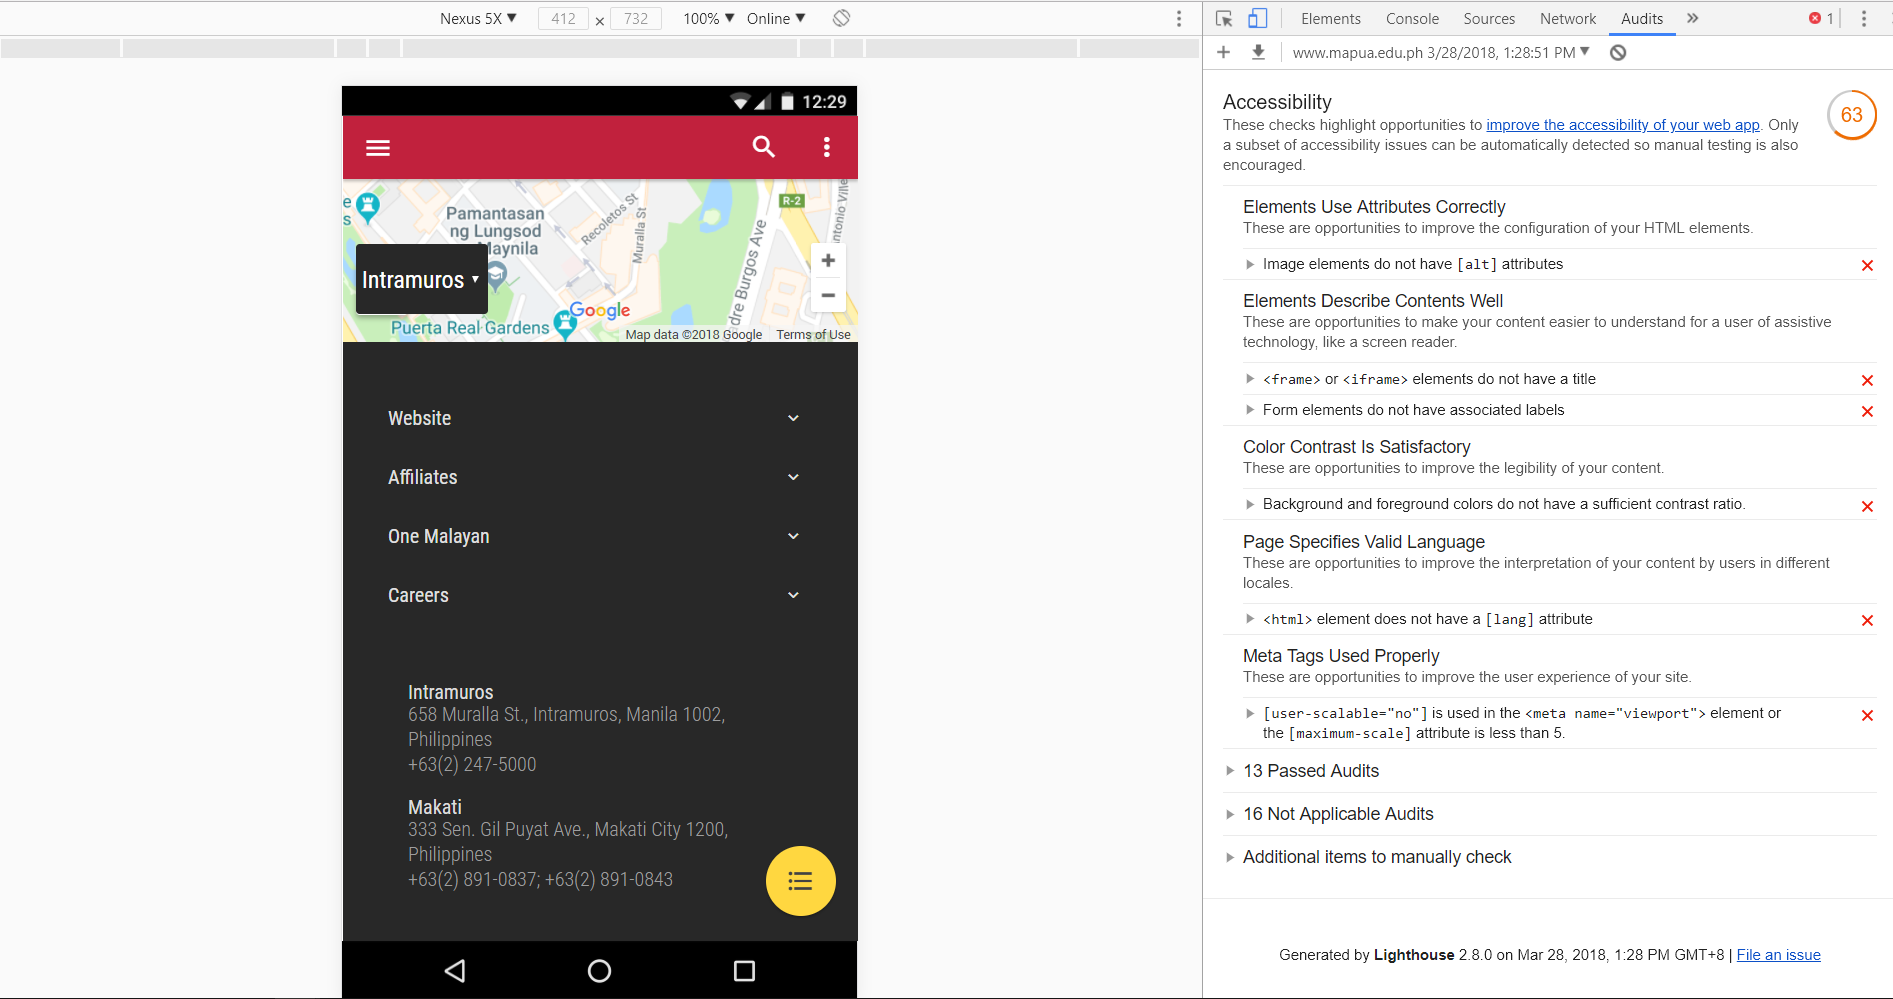 Nexus 5X ▼ 412 × 732 100% ▼ Online ▼
12:29
Pamantasan
ng Lungsod
Maynila
Recoletos St
Muralla St
R-2
Antonio Ville
dre Burgos Ave
e
s
Intramuros ▾
+
−
Google
Puerta Real Gardens
Map data ©2018 Google Terms of Use
Website
Affiliates
One Malayan
Careers
Intramuros
658 Muralla St., Intramuros, Manila 1002,
Philippines
+63(2) 247-5000
Makati
333 Sen. Gil Puyat Ave., Makati City 1200,
Philippines
+63(2) 891-0837; +63(2) 891-0843
Elements Console Sources Network Audits » 1
www.mapua.edu.ph 3/28/2018, 1:28:51 PM ▼
Accessibility
63
These checks highlight opportunities to improve the accessibility of your web app. Only
a subset of accessibility issues can be automatically detected so manual testing is also
encouraged.
Elements Use Attributes Correctly
These are opportunities to improve the configuration of your HTML elements.
Image elements do not have [alt] attributes
Elements Describe Contents Well
These are opportunities to make your content easier to understand for a user of assistive
technology, like a screen reader.
<frame> or <iframe> elements do not have a title
Form elements do not have associated labels
Color Contrast Is Satisfactory
These are opportunities to improve the legibility of your content.
Background and foreground colors do not have a sufficient contrast ratio.
Page Specifies Valid Language
These are opportunities to improve the interpretation of your content by users in different
locales.
<html> element does not have a [lang] attribute
Meta Tags Used Properly
These are opportunities to improve the user experience of your site.
[user-scalable="no"] is used in the <meta name="viewport"> element or
the [maximum-scale] attribute is less than 5.
13 Passed Audits
16 Not Applicable Audits
Additional items to manually check
Generated by Lighthouse 2.8.0 on Mar 28, 2018, 1:28 PM GMT+8 | File an issue